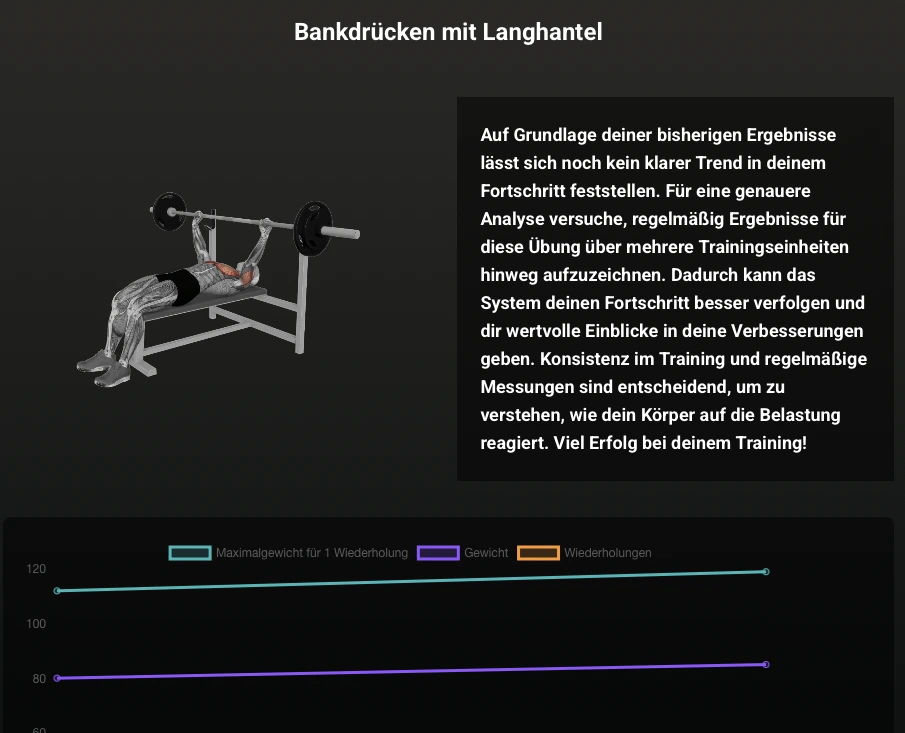 Bankdrücken mit Langhantel
Auf Grundlage deiner bisherigen Ergebnisse
lässt sich noch kein klarer Trend in deinem
Fortschritt feststellen. Für eine genauere
Analyse versuche, regelmäßig Ergebnisse für
diese Übung über mehrere Trainingseinheiten
hinweg aufzuzeichnen. Dadurch kann das
System deinen Fortschritt besser verfolgen und
dir wertvolle Einblicke in deine Verbesserungen
geben. Konsistenz im Training und regelmäßige
Messungen sind entscheidend, um zu
verstehen, wie dein Körper auf die Belastung
reagiert. Viel Erfolg bei deinem Training!
Maximalgewicht für 1 Wiederholung Gewicht Wiederholungen
120
100
80
60